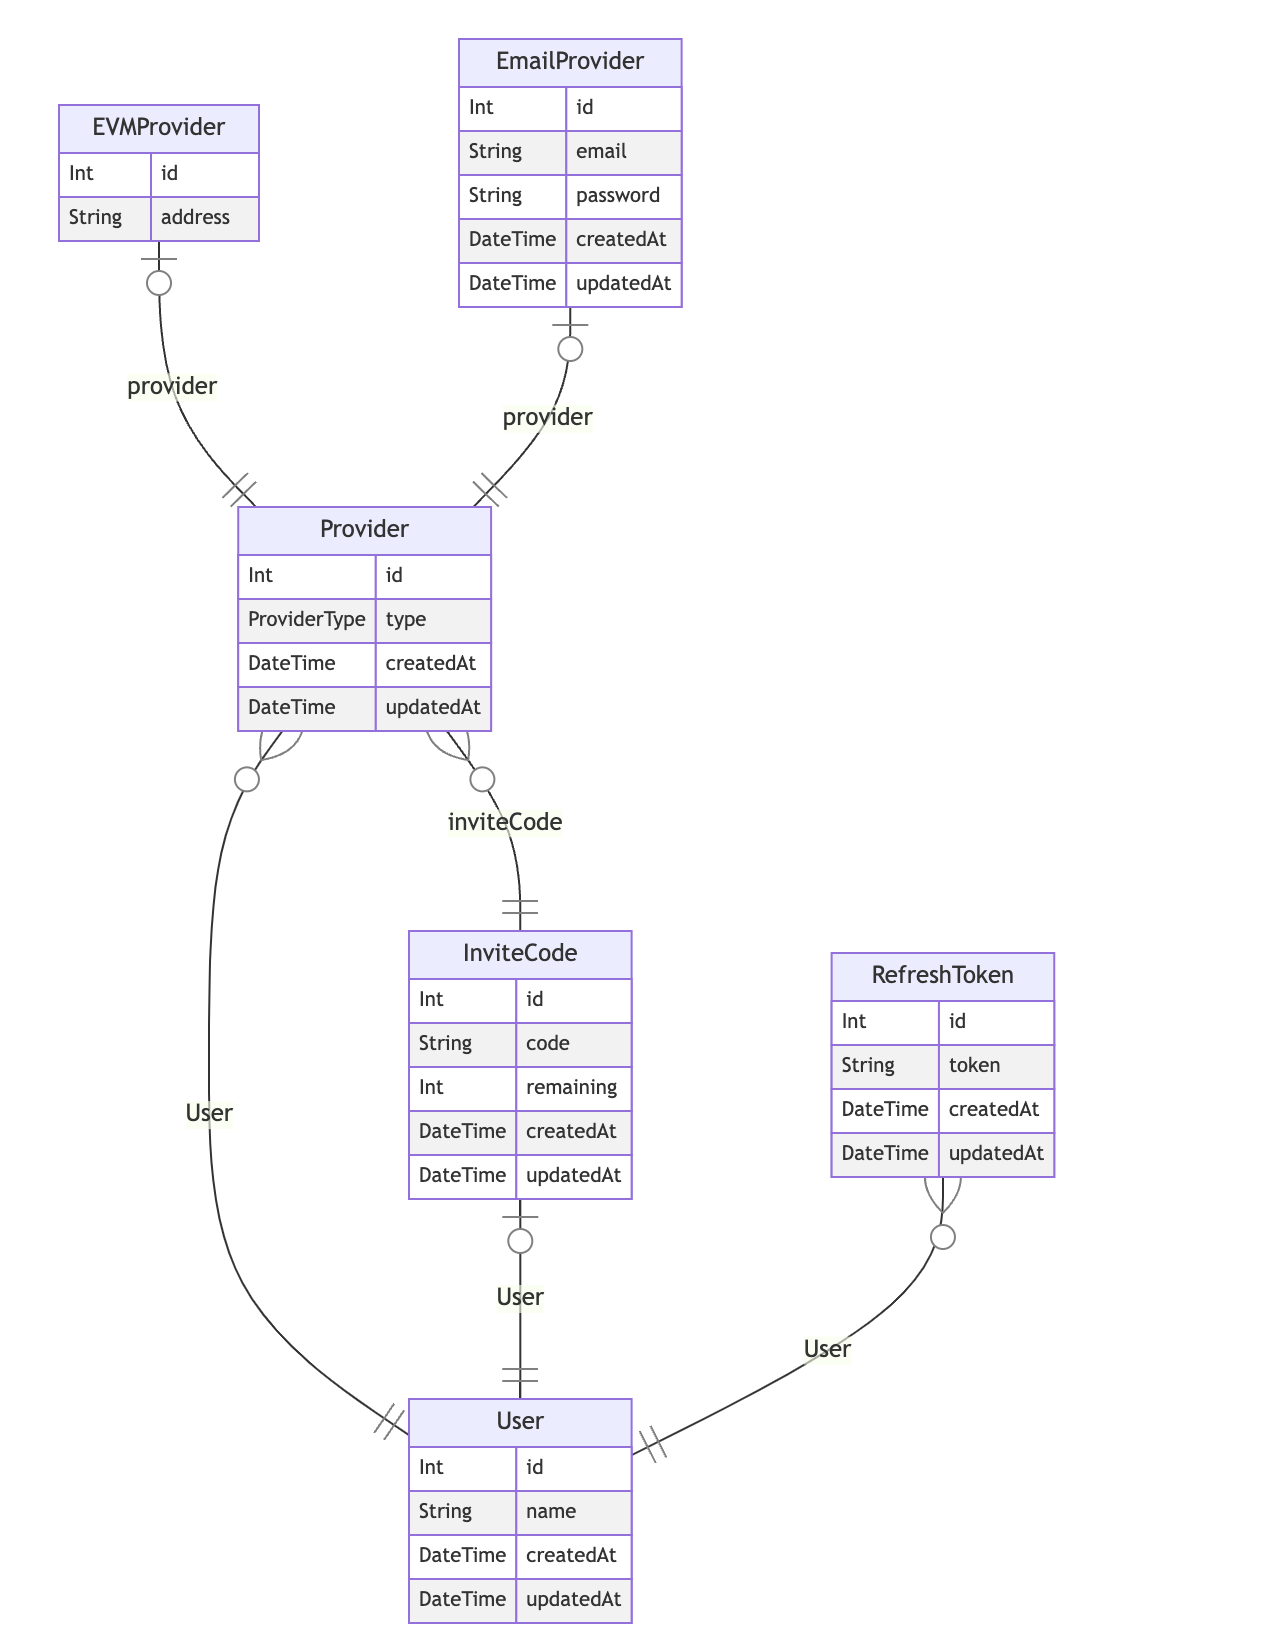 EmailProvider
Int id
String email
String password
DateTime createdAt
DateTime updatedAt
EVMProvider
Int id
String address
provider
provider
Provider
Int id
ProviderType type
DateTime createdAt
DateTime updatedAt
inviteCode
InviteCode
Int id
String code
Int remaining
DateTime createdAt
DateTime updatedAt
RefreshToken
Int id
String token
DateTime createdAt
DateTime updatedAt
User
User
User
User
Int id
String name
DateTime createdAt
DateTime updatedAt